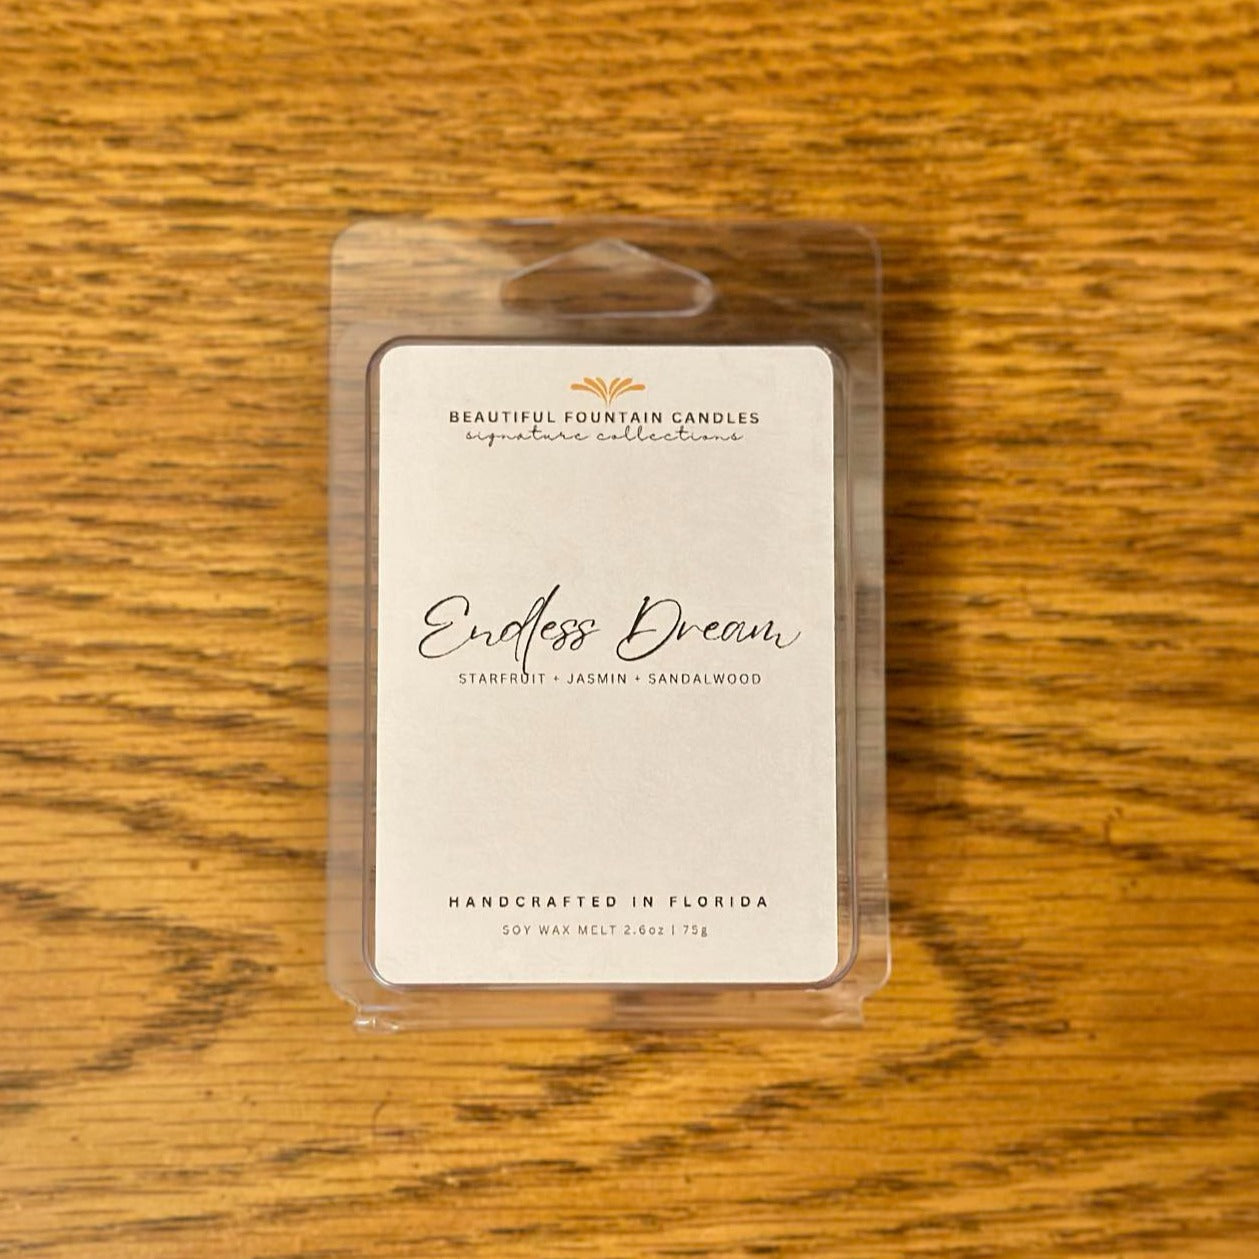 BEAUTIFUL FOUNTAIN CANDLES
signature collections
Endless Dream
STARFRUIT + JASMIN + SANDALWOOD
HANDCRAFTED IN FLORIDA
SOY WAX MELT 2.6oz | 75g